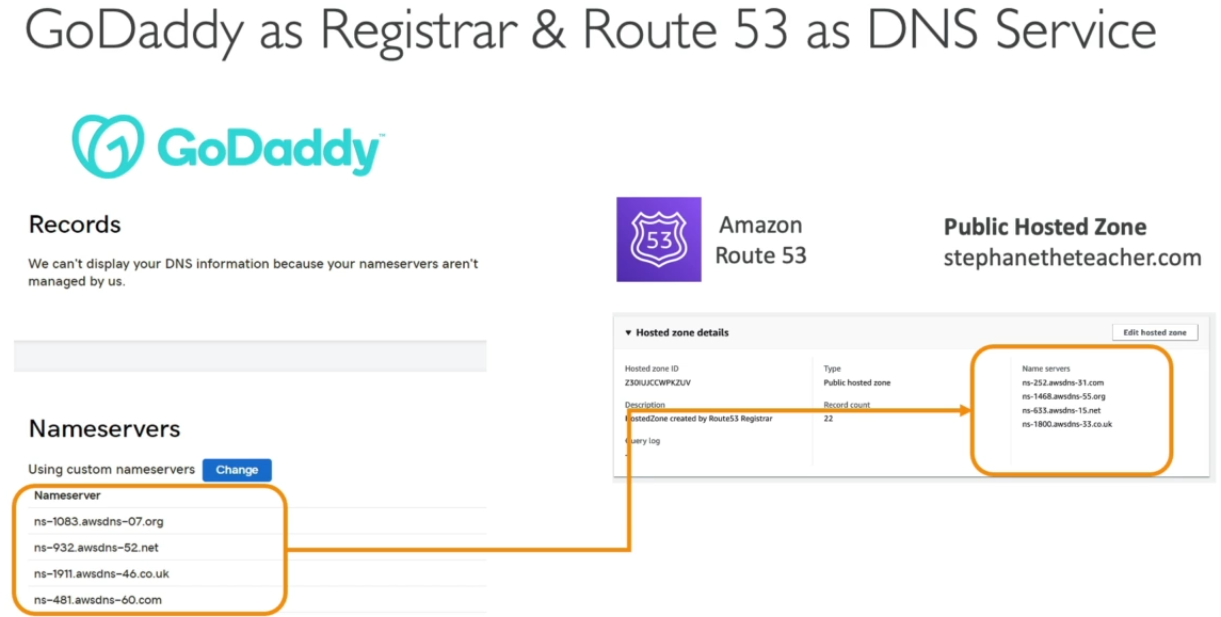 GoDaddy as Registrar & Route 53 as DNS Service
GoDaddy™
Records
We can't display your DNS information because your nameservers aren't
managed by us.
Nameservers
Using custom nameservers Change
Nameserver
ns-1083.awsdns-07.org
ns-932.awsdns-52.net
ns-1911.awsdns-46.co.uk
ns-481.awsdns-60.com
53
Amazon
Route 53
Public Hosted Zone
stephanetheteacher.com
▼ Hosted zone details
Edit hosted zone
Hosted zone ID
Z30IUJCCWPKZUV
Description
HostedZone created by Route53 Registrar
Query log
-
Type
Public hosted zone
Record count
22
Name servers
ns-252.awsdns-31.com
ns-1468.awsdns-55.org
ns-633.awsdns-15.net
ns-1800.awsdns-33.co.uk